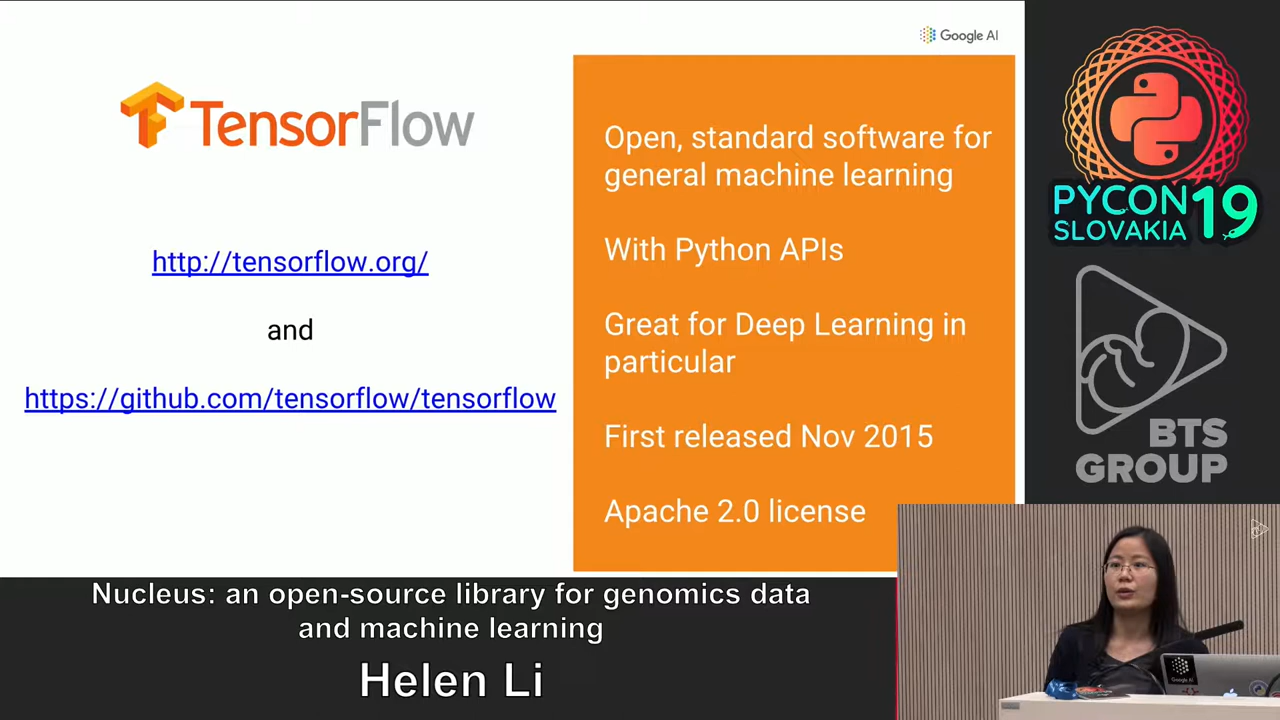 Google AI
TensorFlow
http://tensorflow.org/
and
https://github.com/tensorflow/tensorflow
Open, standard software for
general machine learning
With Python APIs
Great for Deep Learning in
particular
First released Nov 2015
Apache 2.0 license
PYCON
SLOVAKIA
19
BTS
GROUP
Google AI
Nucleus: an open-source library for genomics data
and machine learning
Helen Li